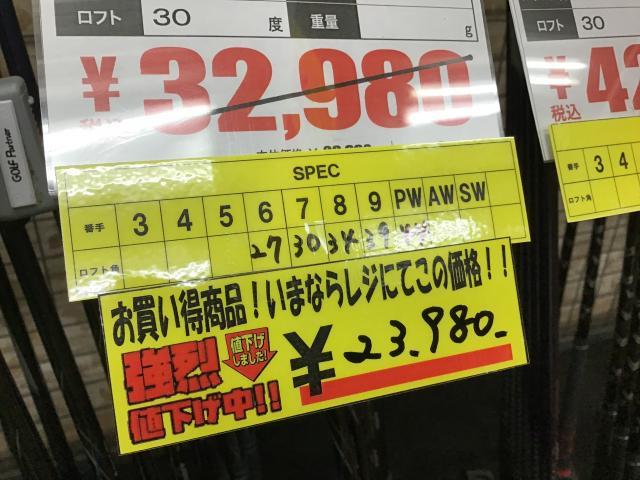 ロフト 30 度 重量 g
¥32,980
税込
GOLF Partner
SPEC
番手 3 4 5 6 7 8 9 PW AW SW
ロフト角 27 30 34 39 44
お買い得商品!いまならレジにてこの価格!!
強烈
値下げ中!!
値下げ
しました!
¥23,980-
ロフト 30
¥42
税込
番手 3 4
ロフト角